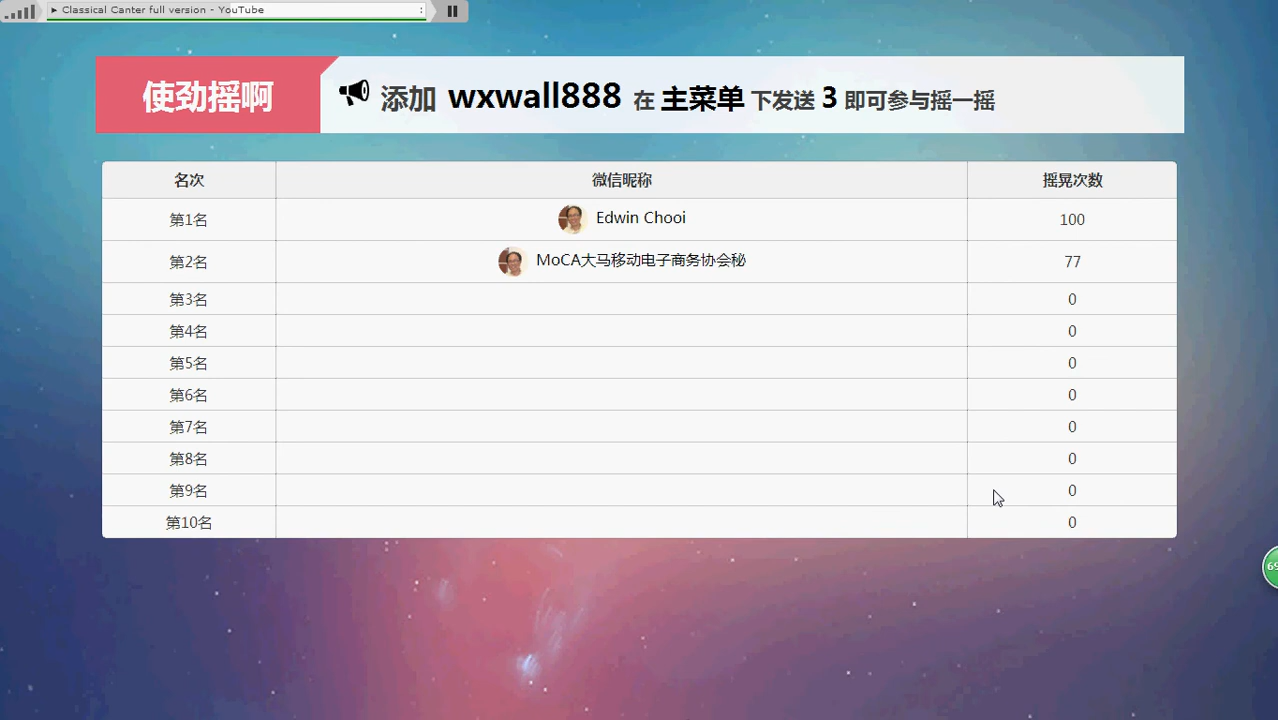 ▶ Classical Canter full version - YouTube
使劲摇啊
添加 wxwall888 在 主菜单 下发送 3 即可参与摇一摇
名次 微信昵称 摇晃次数
第1名 Edwin Chooi 100
第2名 MoCA大马移动电子商务协会秘 77
第3名 0
第4名 0
第5名 0
第6名 0
第7名 0
第8名 0
第9名 0
第10名 0